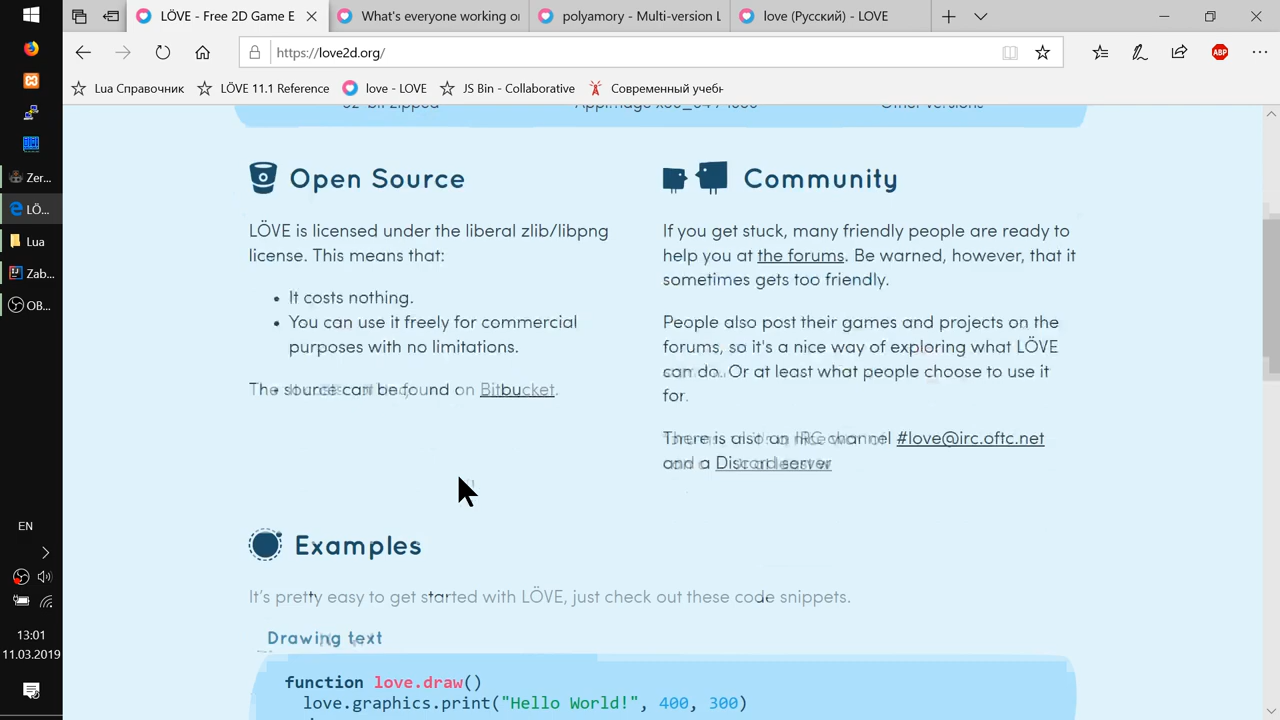 LÖVE - Free 2D Game E
What's everyone working o
polyamory - Multi-version L
love (Русский) - LOVE
https://love2d.org/
ABP
Lua Справочник
LÖVE 11.1 Reference
love - LOVE
JS Bin - Collaborative
Современный учебн
32-bit zipped
Other versions
Open Source
LÖVE is licensed under the liberal zlib/libpng
license. This means that:
• It costs nothing.
• You can use it freely for commercial
purposes with no limitations.
The source can be found on Bitbucket.
Community
If you get stuck, many friendly people are ready to
help you at the forums. Be warned, however, that it
sometimes gets too friendly.
People also post their games and projects on the
forums, so it's a nice way of exploring what LÖVE
can do. Or at least what people choose to use it
for.
There is also an IRC channel #love@irc.oftc.net
and a Discord server
Examples
It's pretty easy to get started with LÖVE, just check out these code snippets.
Drawing text
function love.draw()
love.graphics.print("Hello World!", 400, 300)
Zer...
LÖ...
Lua
Zab...
OB...
EN
13:01
11.03.2019